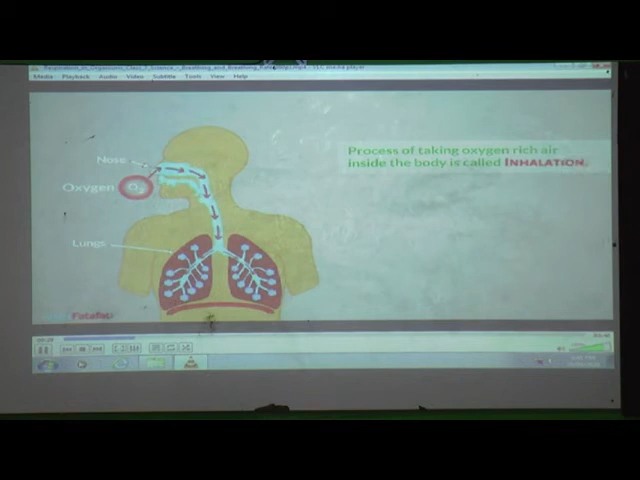 Media Playback Audio Video Subtitle Tools View Help
Nose
Oxygen O2
Lungs
Process of taking oxygen rich air
inside the body is called INHALATION.